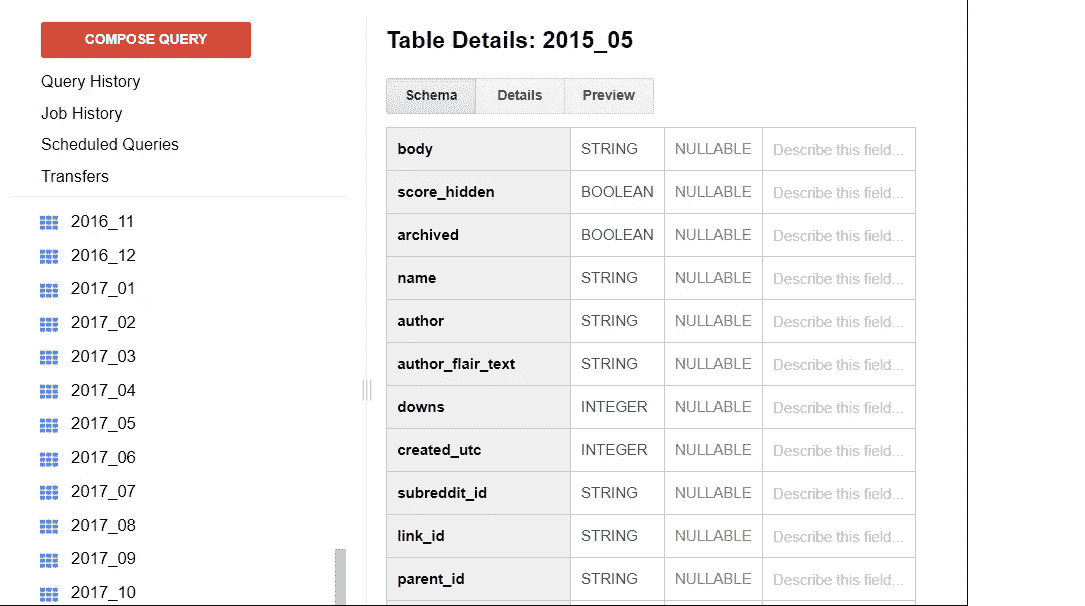 COMPOSE QUERY
Query History
Job History
Scheduled Queries
Transfers
2016_11
2016_12
2017_01
2017_02
2017_03
2017_04
2017_05
2017_06
2017_07
2017_08
2017_09
2017_10
Table Details: 2015_05
Schema Details Preview
body STRING NULLABLE Describe this field...
score_hidden BOOLEAN NULLABLE Describe this field...
archived BOOLEAN NULLABLE Describe this field...
name STRING NULLABLE Describe this field...
author STRING NULLABLE Describe this field...
author_flair_text STRING NULLABLE Describe this field...
downs INTEGER NULLABLE Describe this field...
created_utc INTEGER NULLABLE Describe this field...
subreddit_id STRING NULLABLE Describe this field...
link_id STRING NULLABLE Describe this field...
parent_id STRING NULLABLE Describe this field...